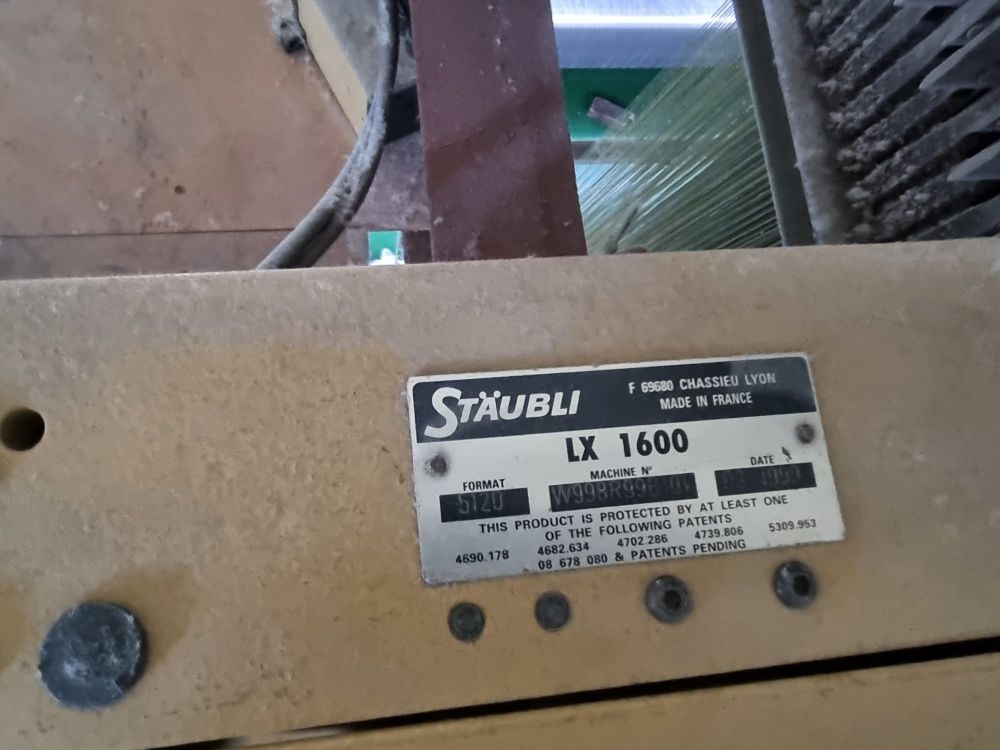 STÄUBLI
F 69680 CHASSIEU LYON
MADE IN FRANCE
LX 1600
FORMAT
MACHINE Nº
DATE
5120
THIS PRODUCT IS PROTECTED BY AT LEAST ONE
OF THE FOLLOWING PATENTS
4690.178 4682.634 4702.286 4739.806 5309.953
08 678 080 & PATENTS PENDING